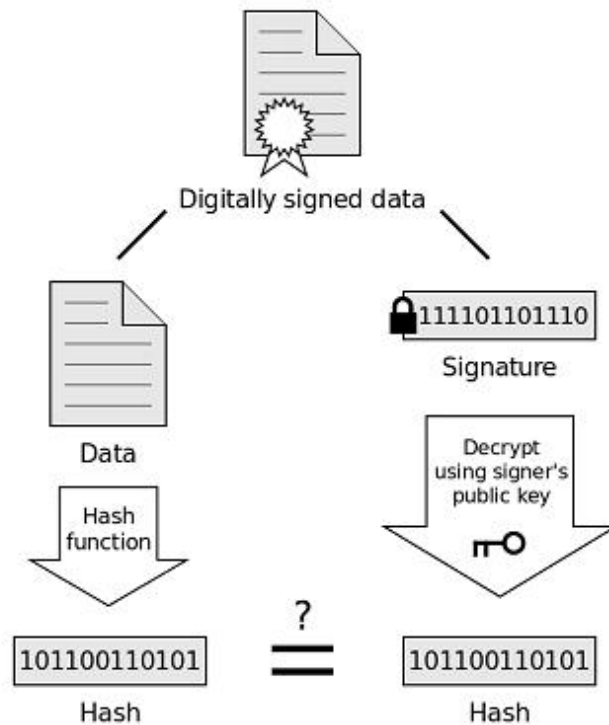 Digitally signed data
111101101110
Signature
Data
Decrypt
using signer's
public key
Hash
function
?
=
101100110101
101100110101
Hash
Hash